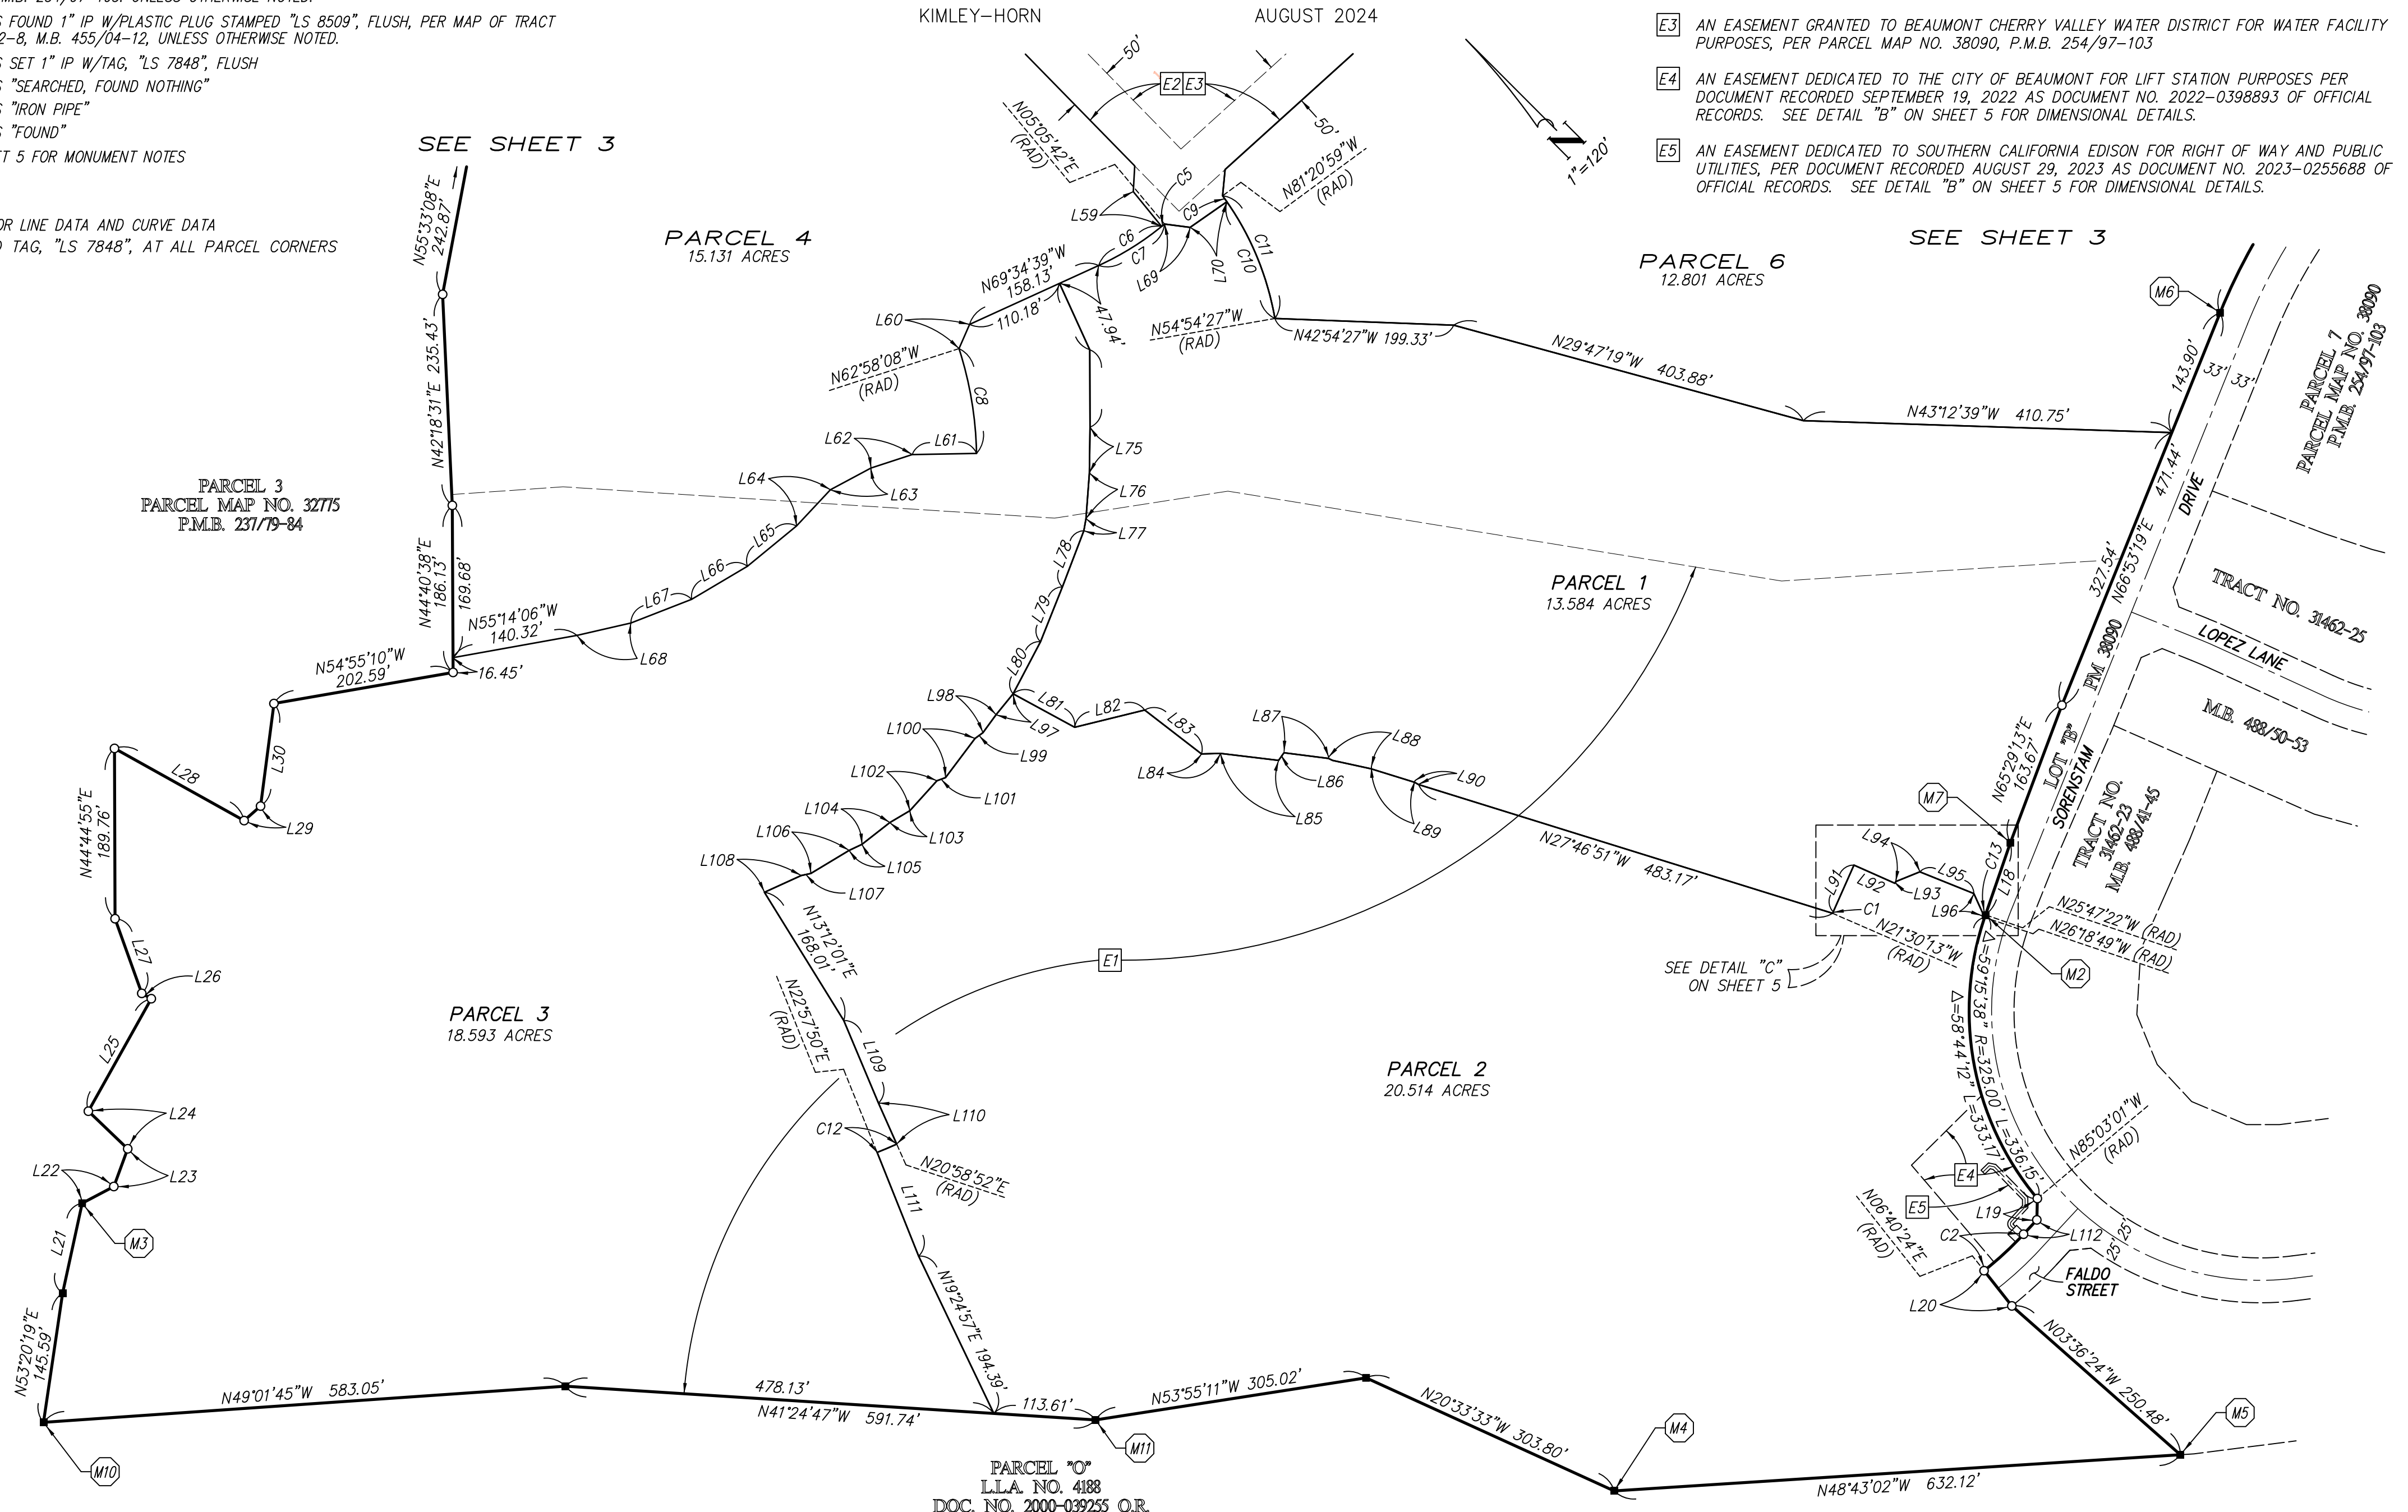 KIMLEY-HORN AUGUST 2024
P.M.B. 254/97-103. UNLESS OTHERWISE NOTED.
FOUND 1" IP W/PLASTIC PLUG STAMPED "LS 8509", FLUSH, PER MAP OF TRACT
2-8, M.B. 455/04-12, UNLESS OTHERWISE NOTED.
SET 1" IP W/TAG, "LS 7848", FLUSH
"SEARCHED, FOUND NOTHING"
"IRON PIPE"
"FOUND"
T 5 FOR MONUMENT NOTES
OR LINE DATA AND CURVE DATA
TAG, "LS 7848", AT ALL PARCEL CORNERS
E3 AN EASEMENT GRANTED TO BEAUMONT CHERRY VALLEY WATER DISTRICT FOR WATER FACILITY
PURPOSES, PER PARCEL MAP NO. 38090, P.M.B. 254/97-103
E4 AN EASEMENT DEDICATED TO THE CITY OF BEAUMONT FOR LIFT STATION PURPOSES PER
DOCUMENT RECORDED SEPTEMBER 19, 2022 AS DOCUMENT NO. 2022-0398893 OF OFFICIAL
RECORDS. SEE DETAIL "B" ON SHEET 5 FOR DIMENSIONAL DETAILS.
E5 AN EASEMENT DEDICATED TO SOUTHERN CALIFORNIA EDISON FOR RIGHT OF WAY AND PUBLIC
UTILITIES, PER DOCUMENT RECORDED AUGUST 29, 2023 AS DOCUMENT NO. 2023-0255688 OF
OFFICIAL RECORDS. SEE DETAIL "B" ON SHEET 5 FOR DIMENSIONAL DETAILS.
50'
E2 E3
50'
N
1"=120'
SEE SHEET 3
SEE SHEET 3
N05°05'42"E
(RAD)
C5
L59
C9
N81°20'59"W
(RAD)
C6
C7
L69
L70
C10
C11
PARCEL 4
15.131 ACRES
PARCEL 6
12.801 ACRES
N55°33'08"E
242.87'
N69°34'39"W
158.13'
110.18'
47.94'
L60
N62°58'08"W
(RAD)
C8
N54°54'27"W
(RAD)
N42°54'27"W 199.33'
N29°47'19"W 403.88'
N43°12'39"W 410.75'
M6
143.90'
33' 33'
PARCEL 7
PARCEL MAP NO. 38090
P.M.B. 254/97-103
471.44'
327.54'
N66°53'19"E
DRIVE
N42°18'31"E 235.43'
L62
L61
L64
L63
L65
L66
L67
L68
L75
L76
L77
L78
L79
L80
PARCEL 3
PARCEL MAP NO. 32775
P.M.B. 237/79-84
N44°40'38"E
186.13'
169.68'
N55°14'06"W
140.32'
16.45'
N54°55'10"W
202.59'
PARCEL 1
13.584 ACRES
PM 38090
LOPEZ LANE
TRACT NO. 31462-25
M.B. 488/50-53
L81
L82
L83
L84
L85
L86
L87
L88
L89
L90
L98
L97
L100
L99
L102
L101
L104
L103
L106
L105
L108
L107
L28
L30
L29
N44°44'55"E
189.76'
N65°29'13"E
163.67'
LOT "B"
SORENSTAM
TRACT NO.
31462-23
M.B. 488/41-45
M7
C13
L18
N27°46'51"W 483.17'
L91
L92
L93
L94
L95
L96
C1
N21°30'13"W
(RAD)
N25°47'22"W (RAD)
N26°18'49"W (RAD)
M2
SEE DETAIL "C"
ON SHEET 5
E1
N13°12'01"E
168.01'
N22°57'50"E
(RAD)
L27
L26
L25
L24
L23
L22
L21
M3
PARCEL 3
18.593 ACRES
L109
L110
C12
N20°58'52"E
(RAD)
L111
PARCEL 2
20.514 ACRES
Δ=59°15'38" R=325.00' L=336.15'
Δ=58°44'12" L=333.17'
N85°03'01"W
(RAD)
E4
E5
N06°40'24"E
(RAD)
L19
C2
L112
25' 25'
FALDO
STREET
L20
N03°36'24"W 250.48'
N19°24'57"E 194.39'
N53°20'19"E
145.59'
N49°01'45"W 583.05'
478.13'
113.61'
N41°24'47"W 591.74'
N53°55'11"W 305.02'
N20°33'33"W 303.80'
N48°43'02"W 632.12'
M10
M11
M4
M5
PARCEL "O"
L.L.A. NO. 4188
DOC. NO. 2000-039255 O.R.